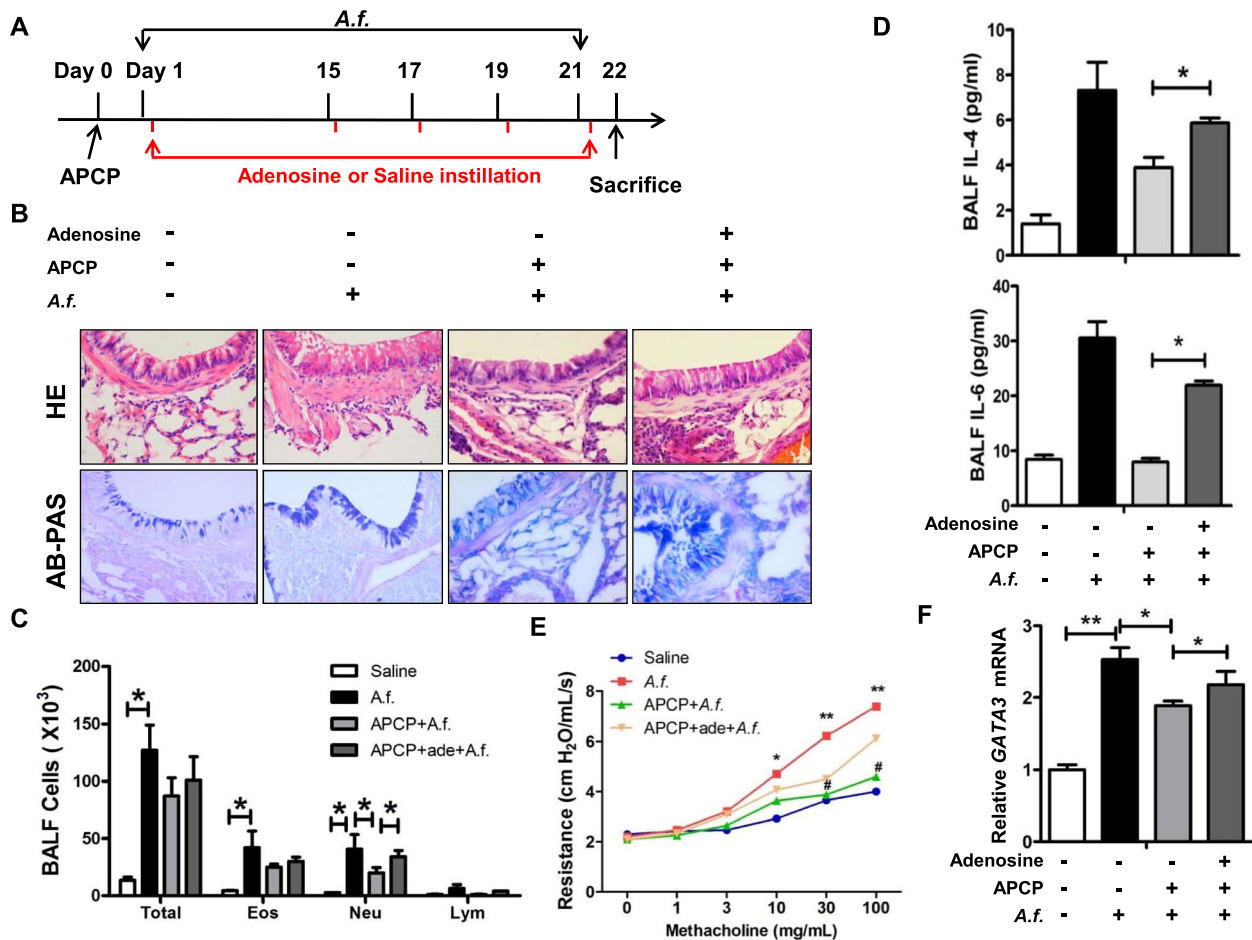 A
A.f.
Day 0 Day 1 15 17 19 21 22
APCP
Adenosine or Saline instillation
Sacrifice
B
Adenosine - - - +
APCP - - + +
A.f. - + + +
HE
AB-PAS
C
BALF Cells ( X10³)
200
150
100
50
0
* * * * *
Saline
A.f.
APCP+A.f.
APCP+ade+A.f.
Total Eos Neu Lym
D
BALF IL-4 (pg/ml)
10
8
6
4
2
0
*
BALF IL-6 (pg/ml)
40
30
20
10
0
*
Adenosine - - - +
APCP - - + +
A.f. - + + +
E
Resistance (cm H₂O/mL/s)
8
6
4
2
0
Saline
A.f.
APCP+A.f.
APCP+ade+A.f.
* ** **
# #
0 1 3 10 30 100
Methacholine (mg/mL)
F
Relative GATA3 mRNA
3
2
1
0
** * *
Adenosine - - - +
APCP - - + +
A.f. - + + +